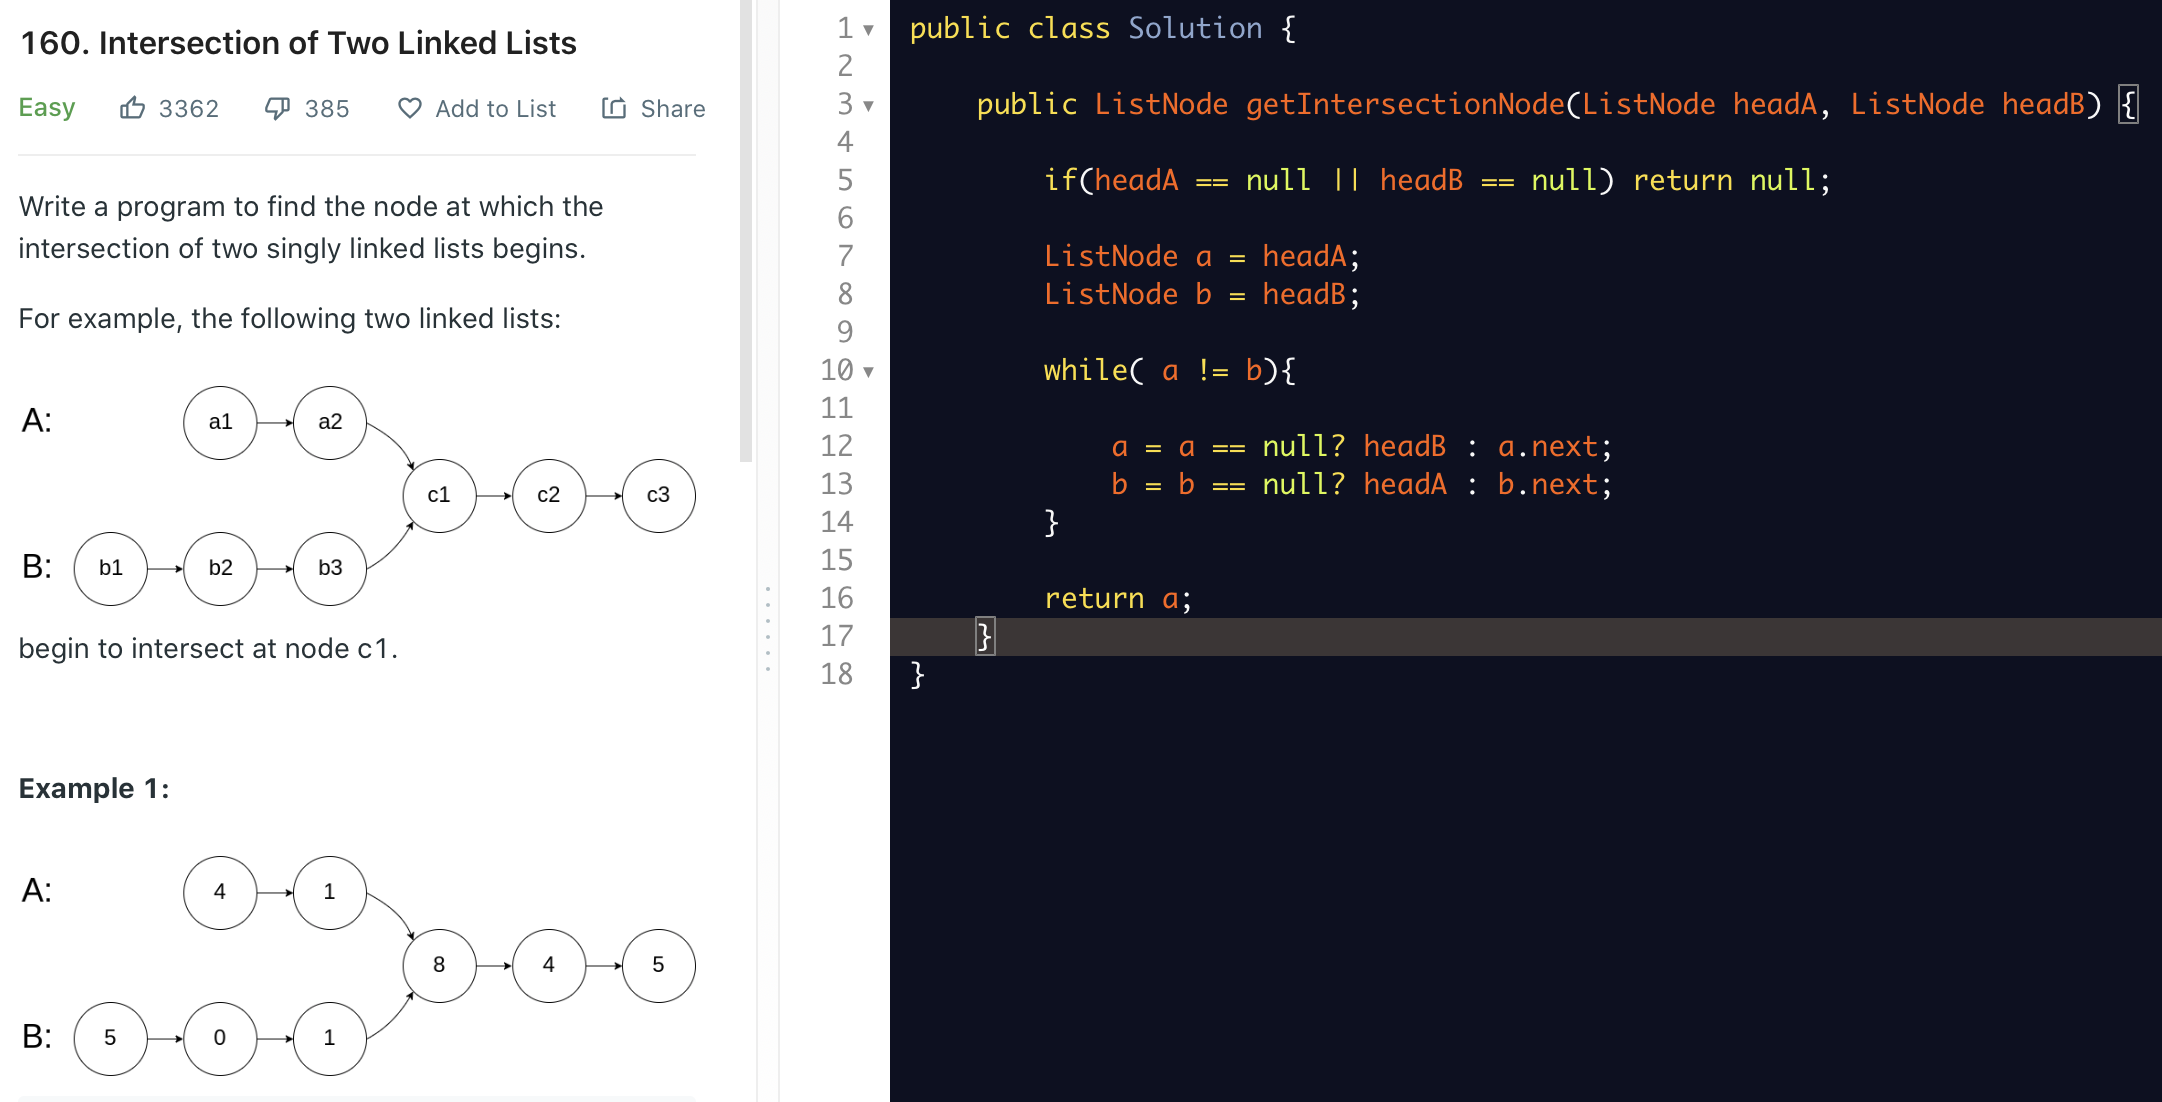 160. Intersection of Two Linked Lists
Easy 3362 385 Add to List Share
Write a program to find the node at which the
intersection of two singly linked lists begins.
For example, the following two linked lists:
A: a1 a2
c1 c2 c3
B: b1 b2 b3
begin to intersect at node c1.
Example 1:
A: 4 1
8 4 5
B: 5 0 1
1 public class Solution {
2
3 public ListNode getIntersectionNode(ListNode headA, ListNode headB) {
4
5 if(headA == null || headB == null) return null;
6
7 ListNode a = headA;
8 ListNode b = headB;
9
10 while( a != b){
11
12 a = a == null? headB : a.next;
13 b = b == null? headA : b.next;
14 }
15
16 return a;
17 }
18 }